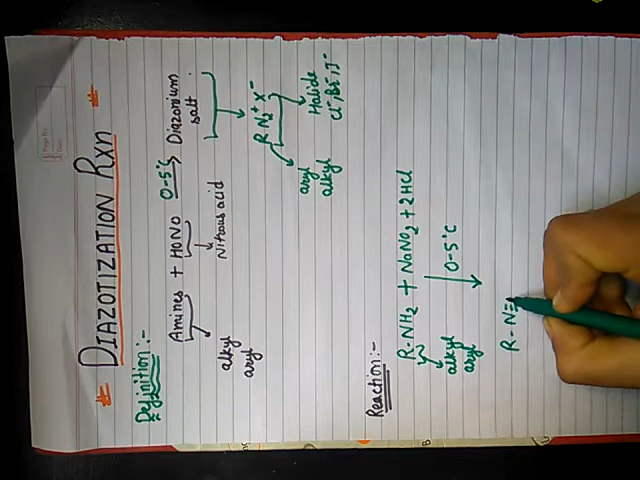 DIAZOTIZATION Rxn
Definition :-
Amines + HONO 0-5°C → Diazonium salt.
alkyl
aryl
Nitrous acid
R N₂⁺ X⁻
aryl
alkyl
Halide
Cl⁻, Br⁻, I⁻
Reaction :-
R-NH₂ + NaNO₂ + 2HCl
alkyl
aryl
0-5°C
R-N≡